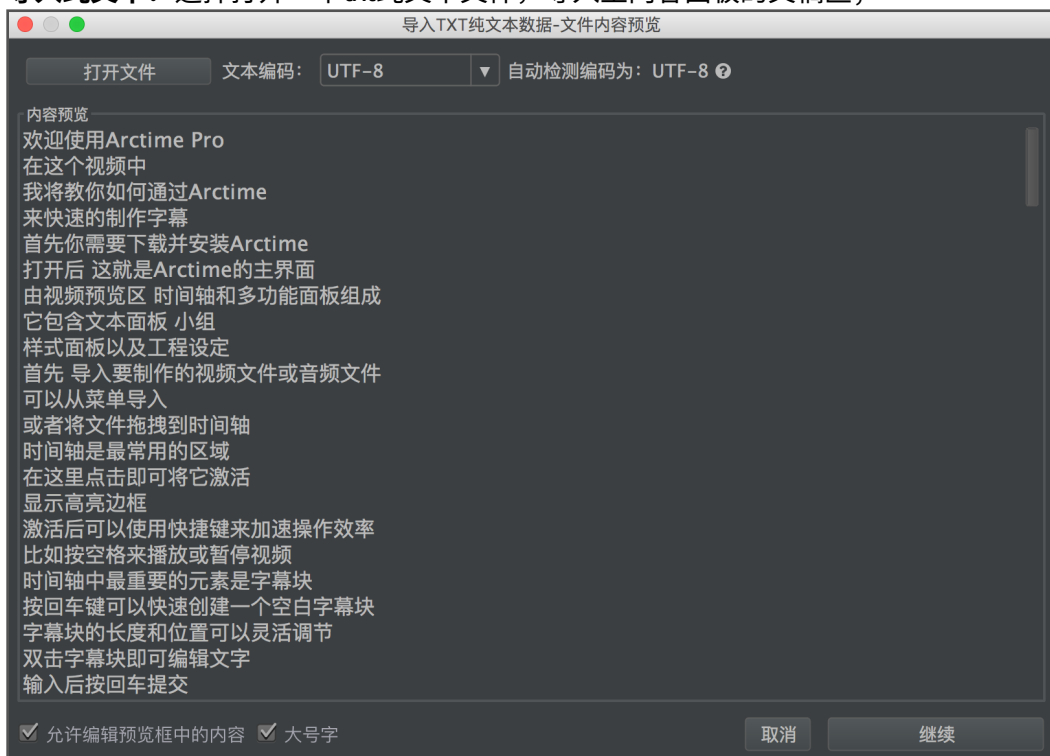 导入TXT纯文本数据-文件内容预览
打开文件 文本编码： UTF-8 自动检测编码为：UTF-8
内容预览
欢迎使用Arctime Pro
在这个视频中
我将教你如何通过Arctime
来快速的制作字幕
首先你需要下载并安装Arctime
打开后 这就是Arctime的主界面
由视频预览区 时间轴和多功能面板组成
它包含文本面板 小组
样式面板以及工程设定
首先 导入要制作的视频文件或音频文件
可以从菜单导入
或者将文件拖拽到时间轴
时间轴是最常用的区域
在这里点击即可将它激活
显示高亮边框
激活后可以使用快捷键来加速操作效率
比如按空格来播放或暂停视频
时间轴中最重要的元素是字幕块
按回车键可以快速创建一个空白字幕块
字幕块的长度和位置可以灵活调节
双击字幕块即可编辑文字
输入后按回车提交
允许编辑预览框中的内容 大号字 取消 继续